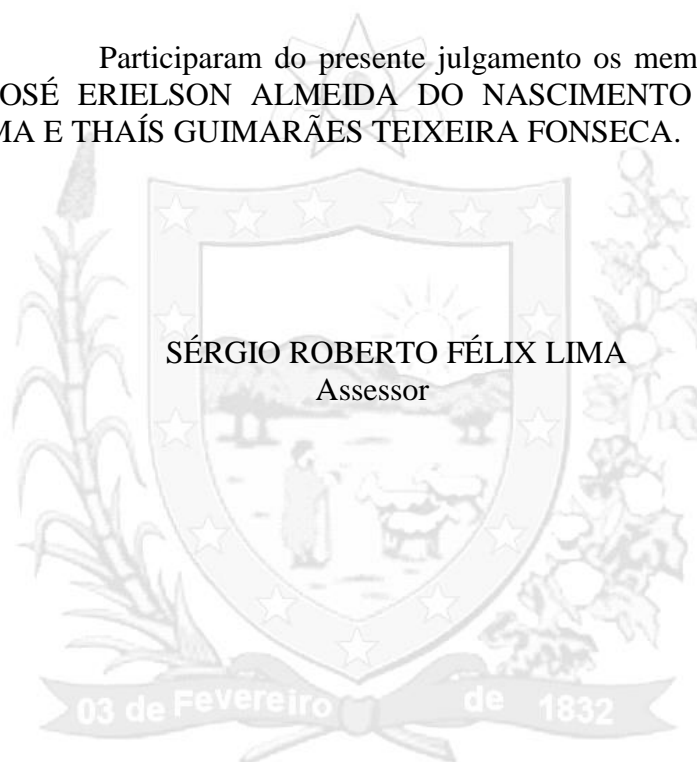 Participaram do presente julgamento os mem
OSÉ ERIELSON ALMEIDA DO NASCIMENTO
MA E THAÍS GUIMARÃES TEIXEIRA FONSECA.
SÉRGIO ROBERTO FÉLIX LIMA
Assessor
03 de Fevereiro de 1832